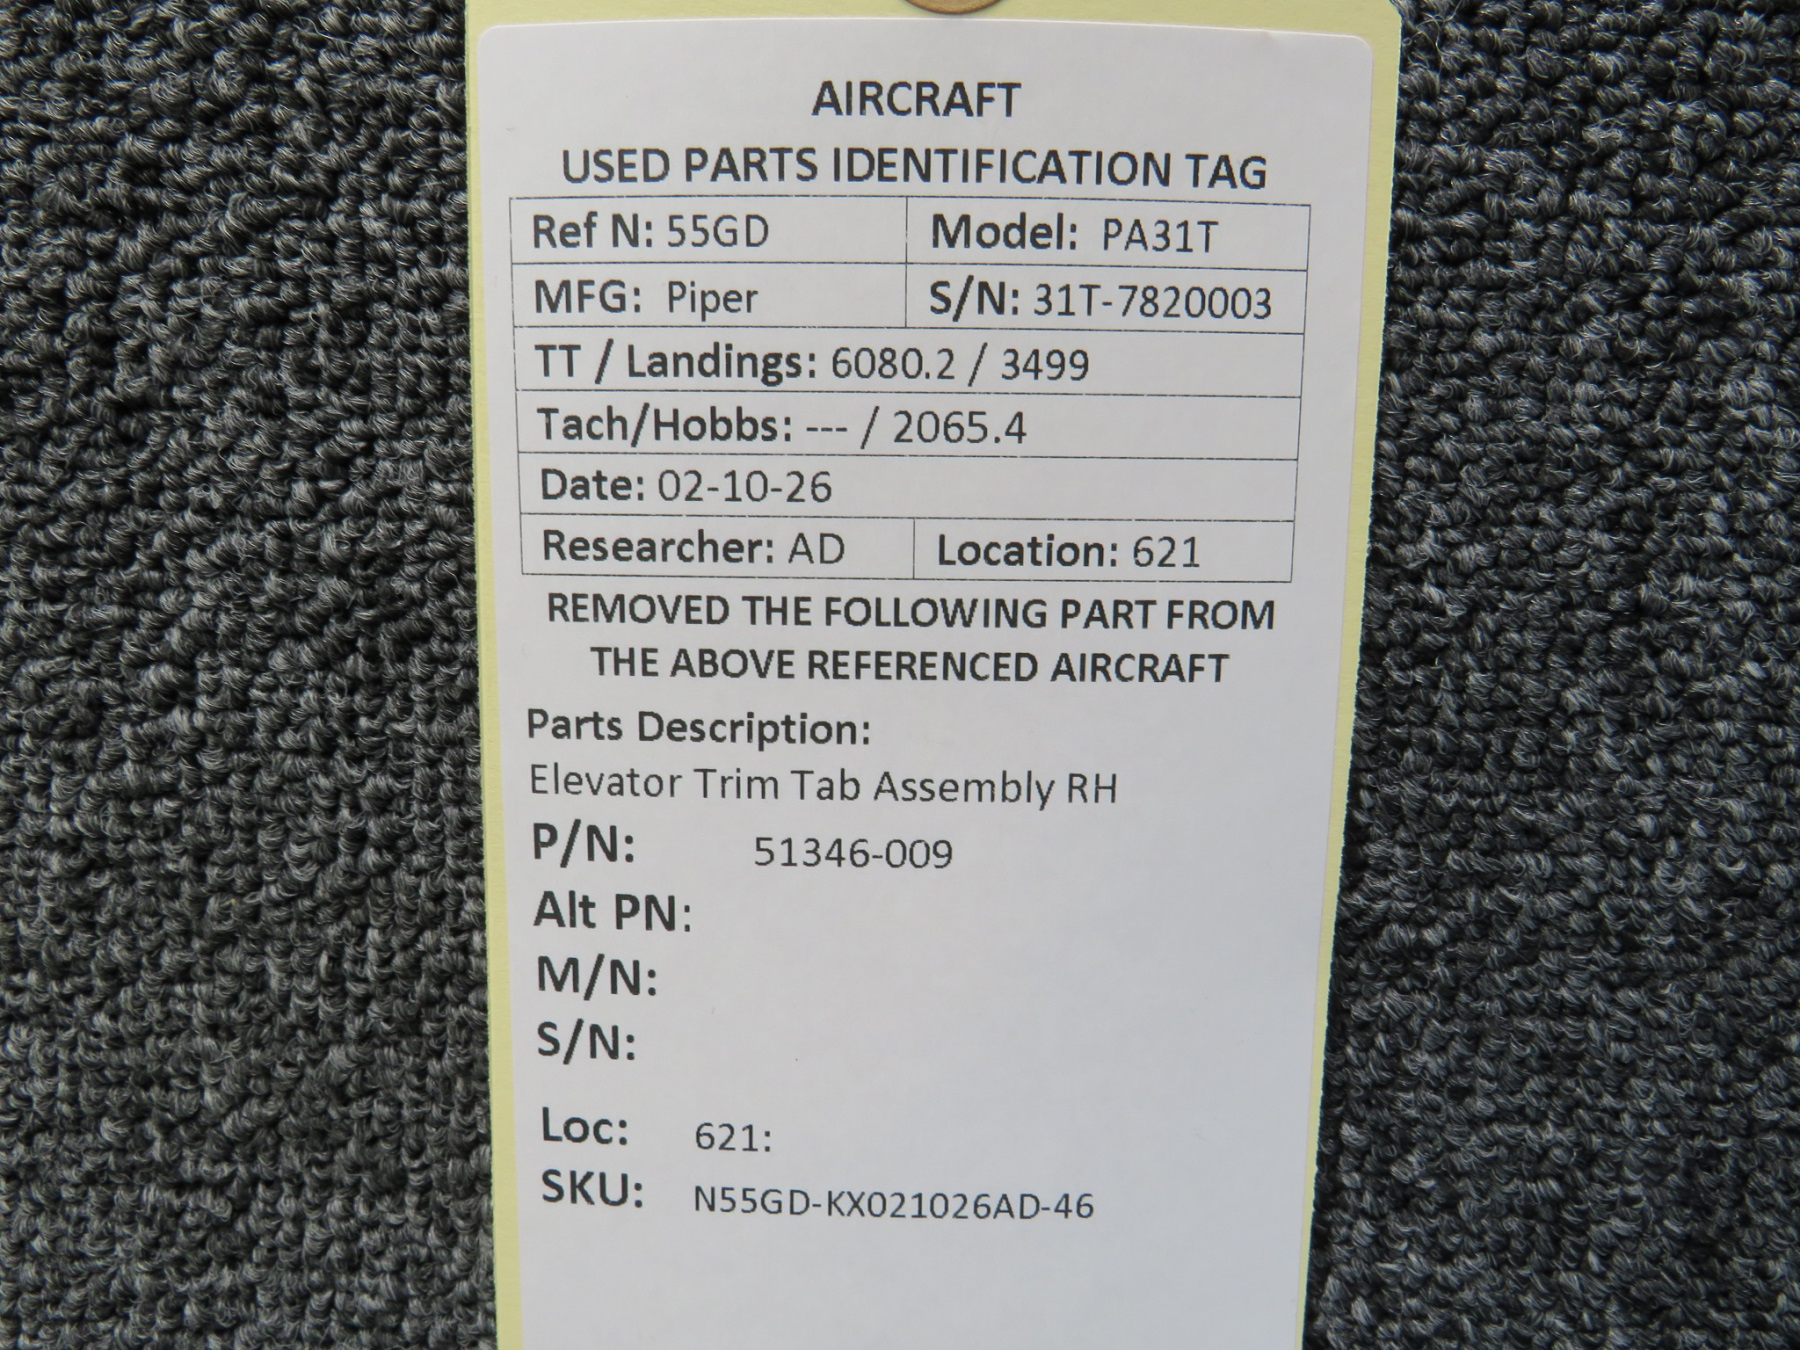 AIRCRAFT
USED PARTS IDENTIFICATION TAG
Ref N: 55GD Model: PA31T
MFG: Piper S/N: 31T-7820003
TT / Landings: 6080.2 / 3499
Tach/Hobbs: --- / 2065.4
Date: 02-10-26
Researcher: AD Location: 621
REMOVED THE FOLLOWING PART FROM
THE ABOVE REFERENCED AIRCRAFT
Parts Description:
Elevator Trim Tab Assembly RH
P/N: 51346-009
Alt PN:
M/N:
S/N:
Loc: 621:
SKU: N55GD-KX021026AD-46